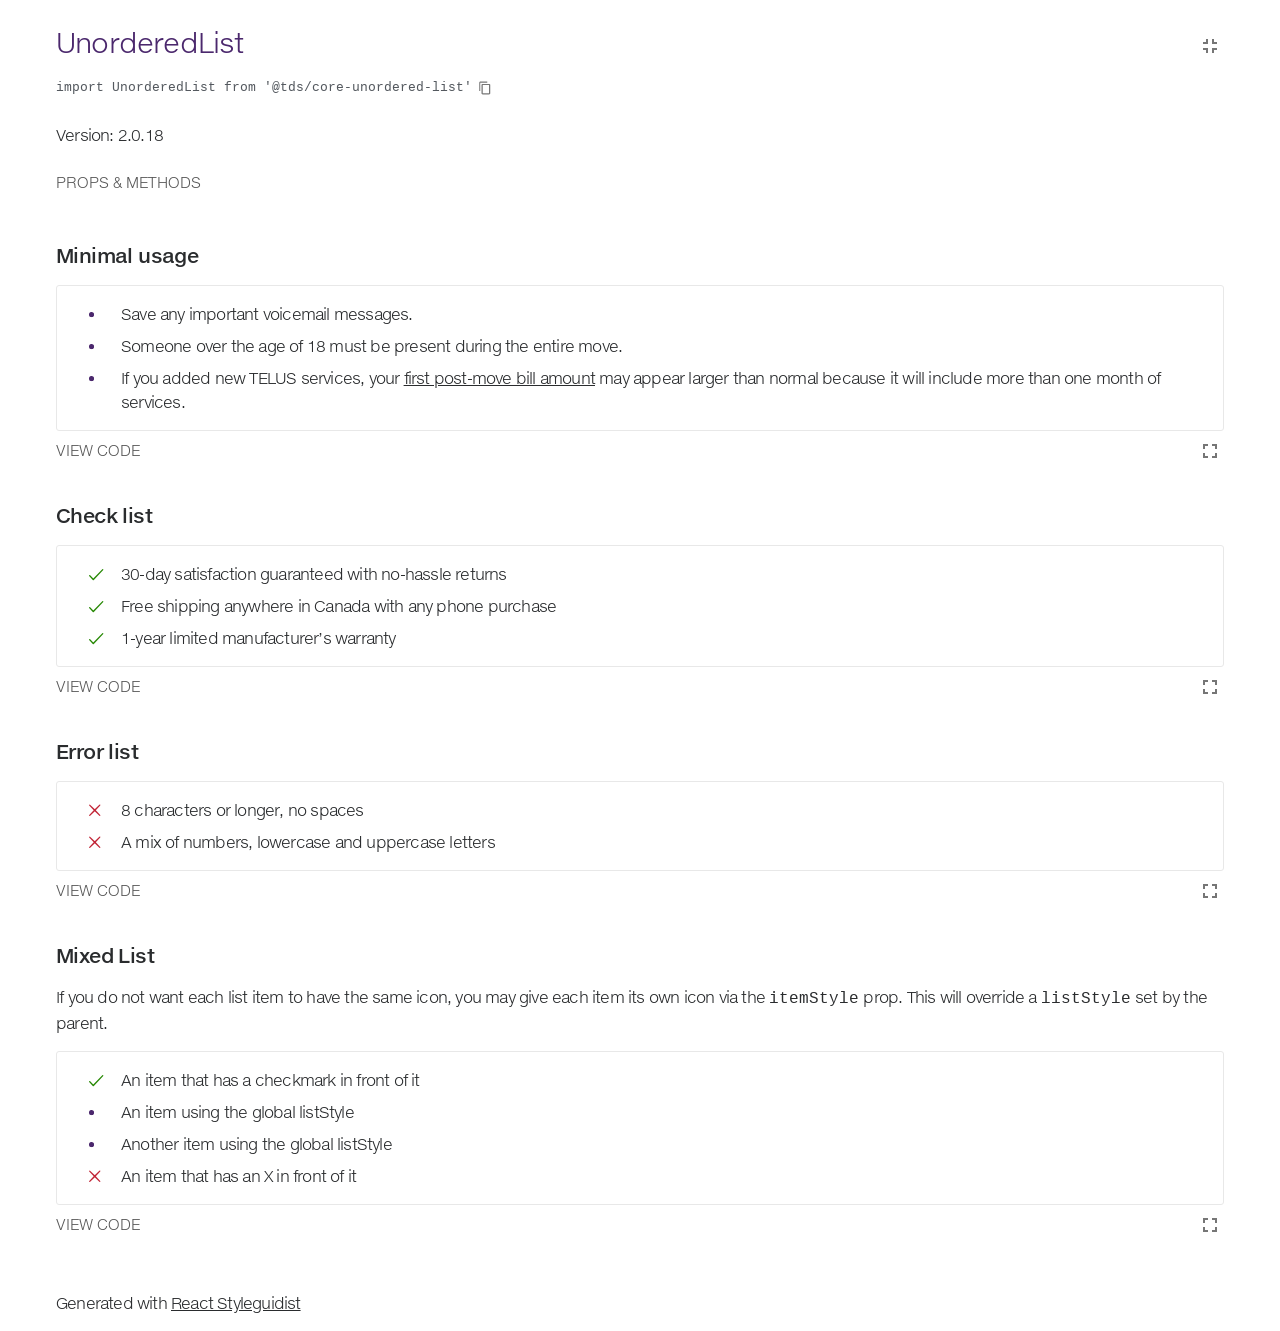 UnorderedList
import UnorderedList from '@tds/core-unordered-list'
Version: 2.0.18
PROPS & METHODS
Minimal usage
Save any important voicemail messages.
Someone over the age of 18 must be present during the entire move.
If you added new TELUS services, your first post-move bill amount may appear larger than normal because it will include more than one month of
services.
VIEW CODE
Check list
30-day satisfaction guaranteed with no-hassle returns
Free shipping anywhere in Canada with any phone purchase
1-year limited manufacturer's warranty
VIEW CODE
Error list
8 characters or longer, no spaces
A mix of numbers, lowercase and uppercase letters
VIEW CODE
Mixed List
If you do not want each list item to have the same icon, you may give each item its own icon via the itemStyle prop. This will override a listStyle set by the
parent.
An item that has a checkmark in front of it
An item using the global listStyle
Another item using the global listStyle
An item that has an X in front of it
VIEW CODE
Generated with React Styleguidist